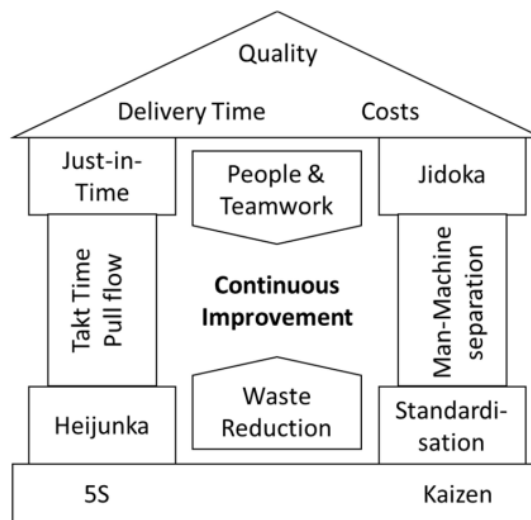 Quality
Delivery Time
Costs
Just-in-
Time
People &
Teamwork
Jidoka
Takt Time
Pull flow
Continuous
Improvement
Man-Machine
separation
Heijunka
Waste
Reduction
Standardi-
sation
5S
Kaizen